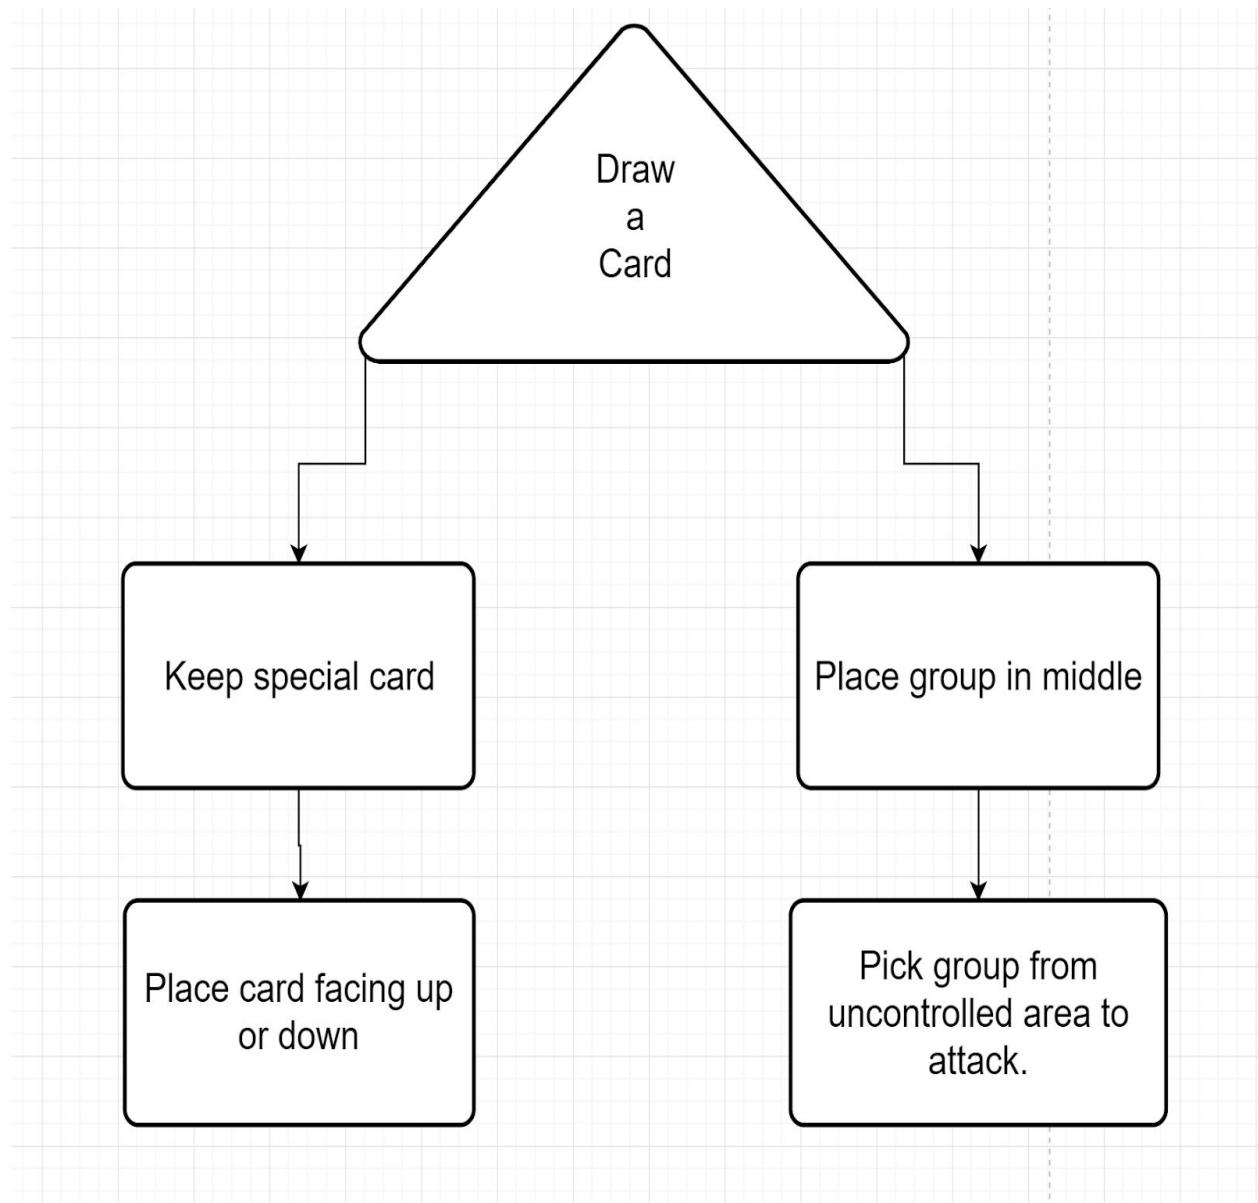 Draw
a
Card
Keep special card
Place group in middle
Place card facing up
or down
Pick group from
uncontrolled area to
attack.